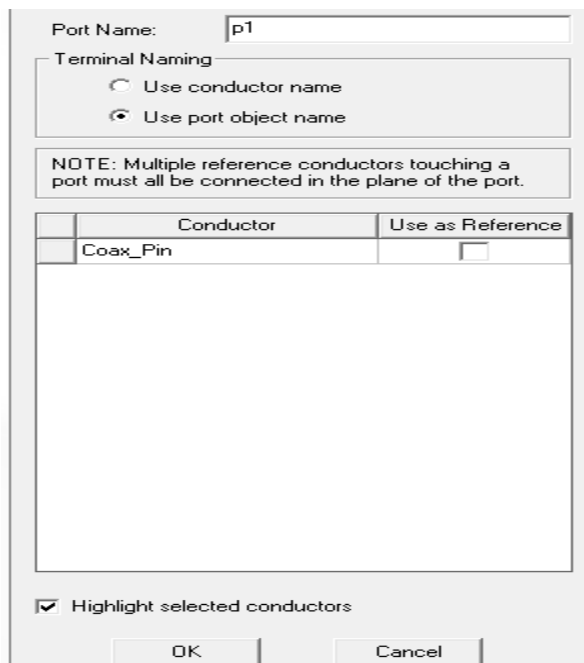 Port Name: p1
Terminal Naming
Use conductor name
Use port object name
NOTE: Multiple reference conductors touching a
port must all be connected in the plane of the port.
Conductor Use as Reference
Coax_Pin
Highlight selected conductors
OK Cancel